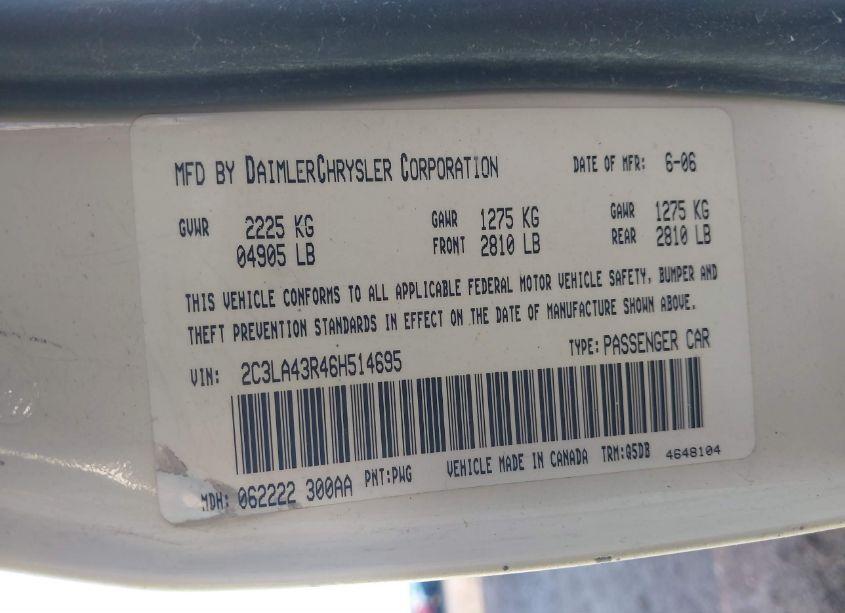 MFD BY DAIMLERCHRYSLER CORPORATION DATE OF MFR: 6-06
GVWR 2225 KG GAWR 1275 KG GAWR 1275 KG
04905 LB FRONT 2810 LB REAR 2810 LB
THIS VEHICLE CONFORMS TO ALL APPLICABLE FEDERAL MOTOR VEHICLE SAFETY, BUMPER AND
THEFT PREVENTION STANDARDS IN EFFECT ON THE DATE OF MANUFACTURE SHOWN ABOVE.
VIN: 2C3LA43R46H514695 TYPE: PASSENGER CAR
MDH: 062222 300AA PNT:PWG VEHICLE MADE IN CANADA TRM:Q5DB 4648104